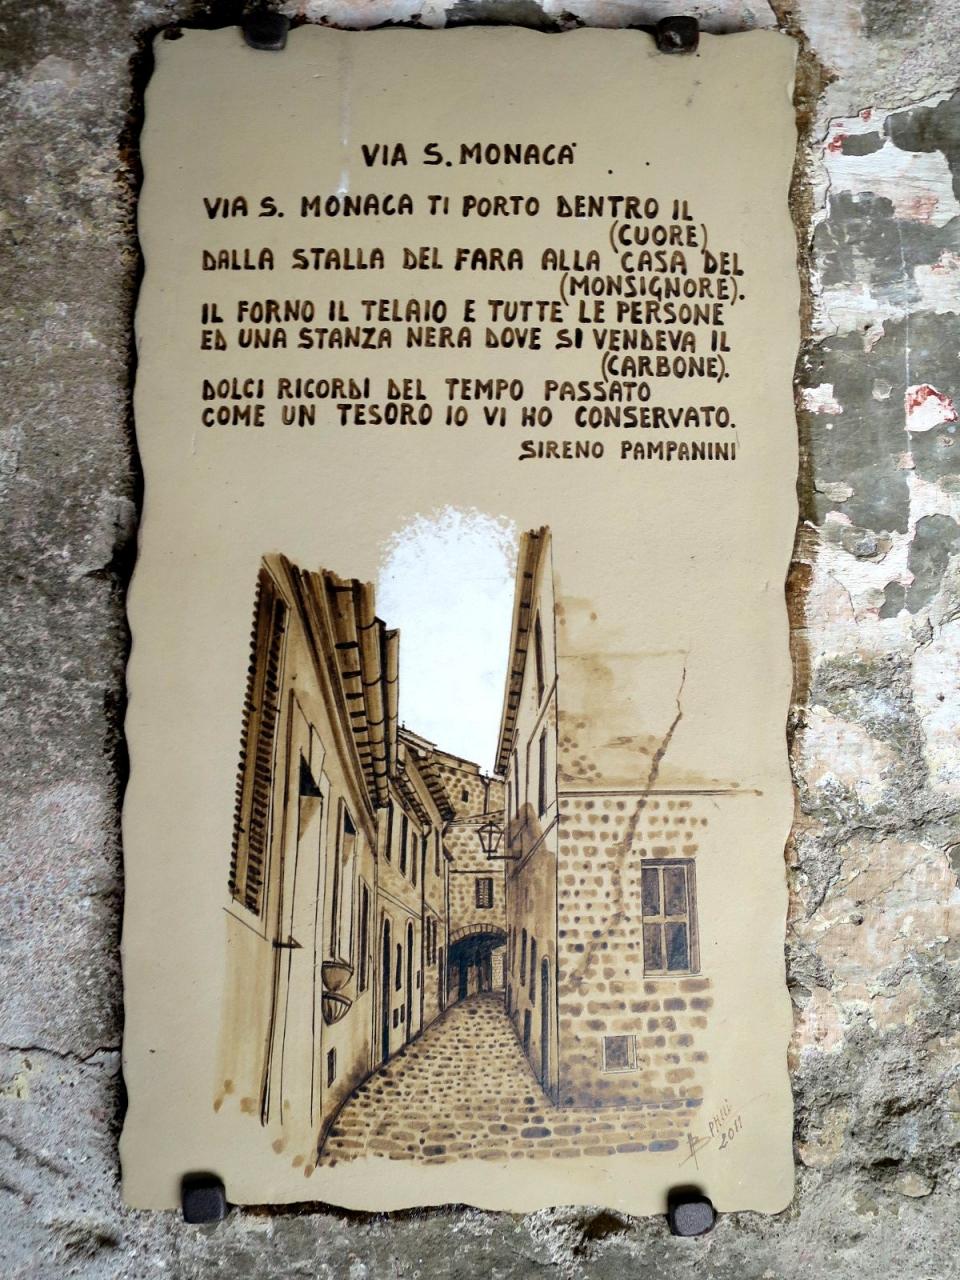 VIA S. MONACA
VIA S. MONACA TI PORTO DENTRO IL
(CUORE)
DALLA STALLA DEL FARA ALLA CASA DEL
(MONSIGNORE).
IL FORNO IL TELAIO E TUTTE LE PERSONE
ED UNA STANZA NERA DOVE SI VENDEVA IL
(CARBONE).
DOLCI RICORDI DEL TEMPO PASSATO
COME UN TESORO IO VI HO CONSERVATO.
SIRENO PAMPANINI
2011